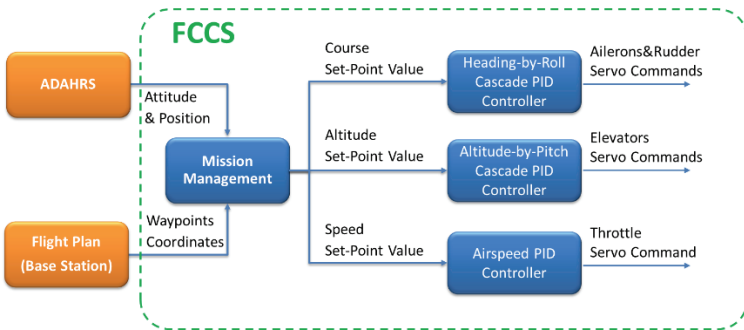 FCCS
ADAHRS
Attitude
& Position
Flight Plan
(Base Station)
Waypoints
Coordinates
Mission
Management
Course
Set-Point Value
Heading-by-Roll
Cascade PID
Controller
Ailerons&Rudder
Servo Commands
Altitude
Set-Point Value
Altitude-by-Pitch
Cascade PID
Controller
Elevators
Servo Commands
Speed
Set-Point Value
Airspeed PID
Controller
Throttle
Servo Command